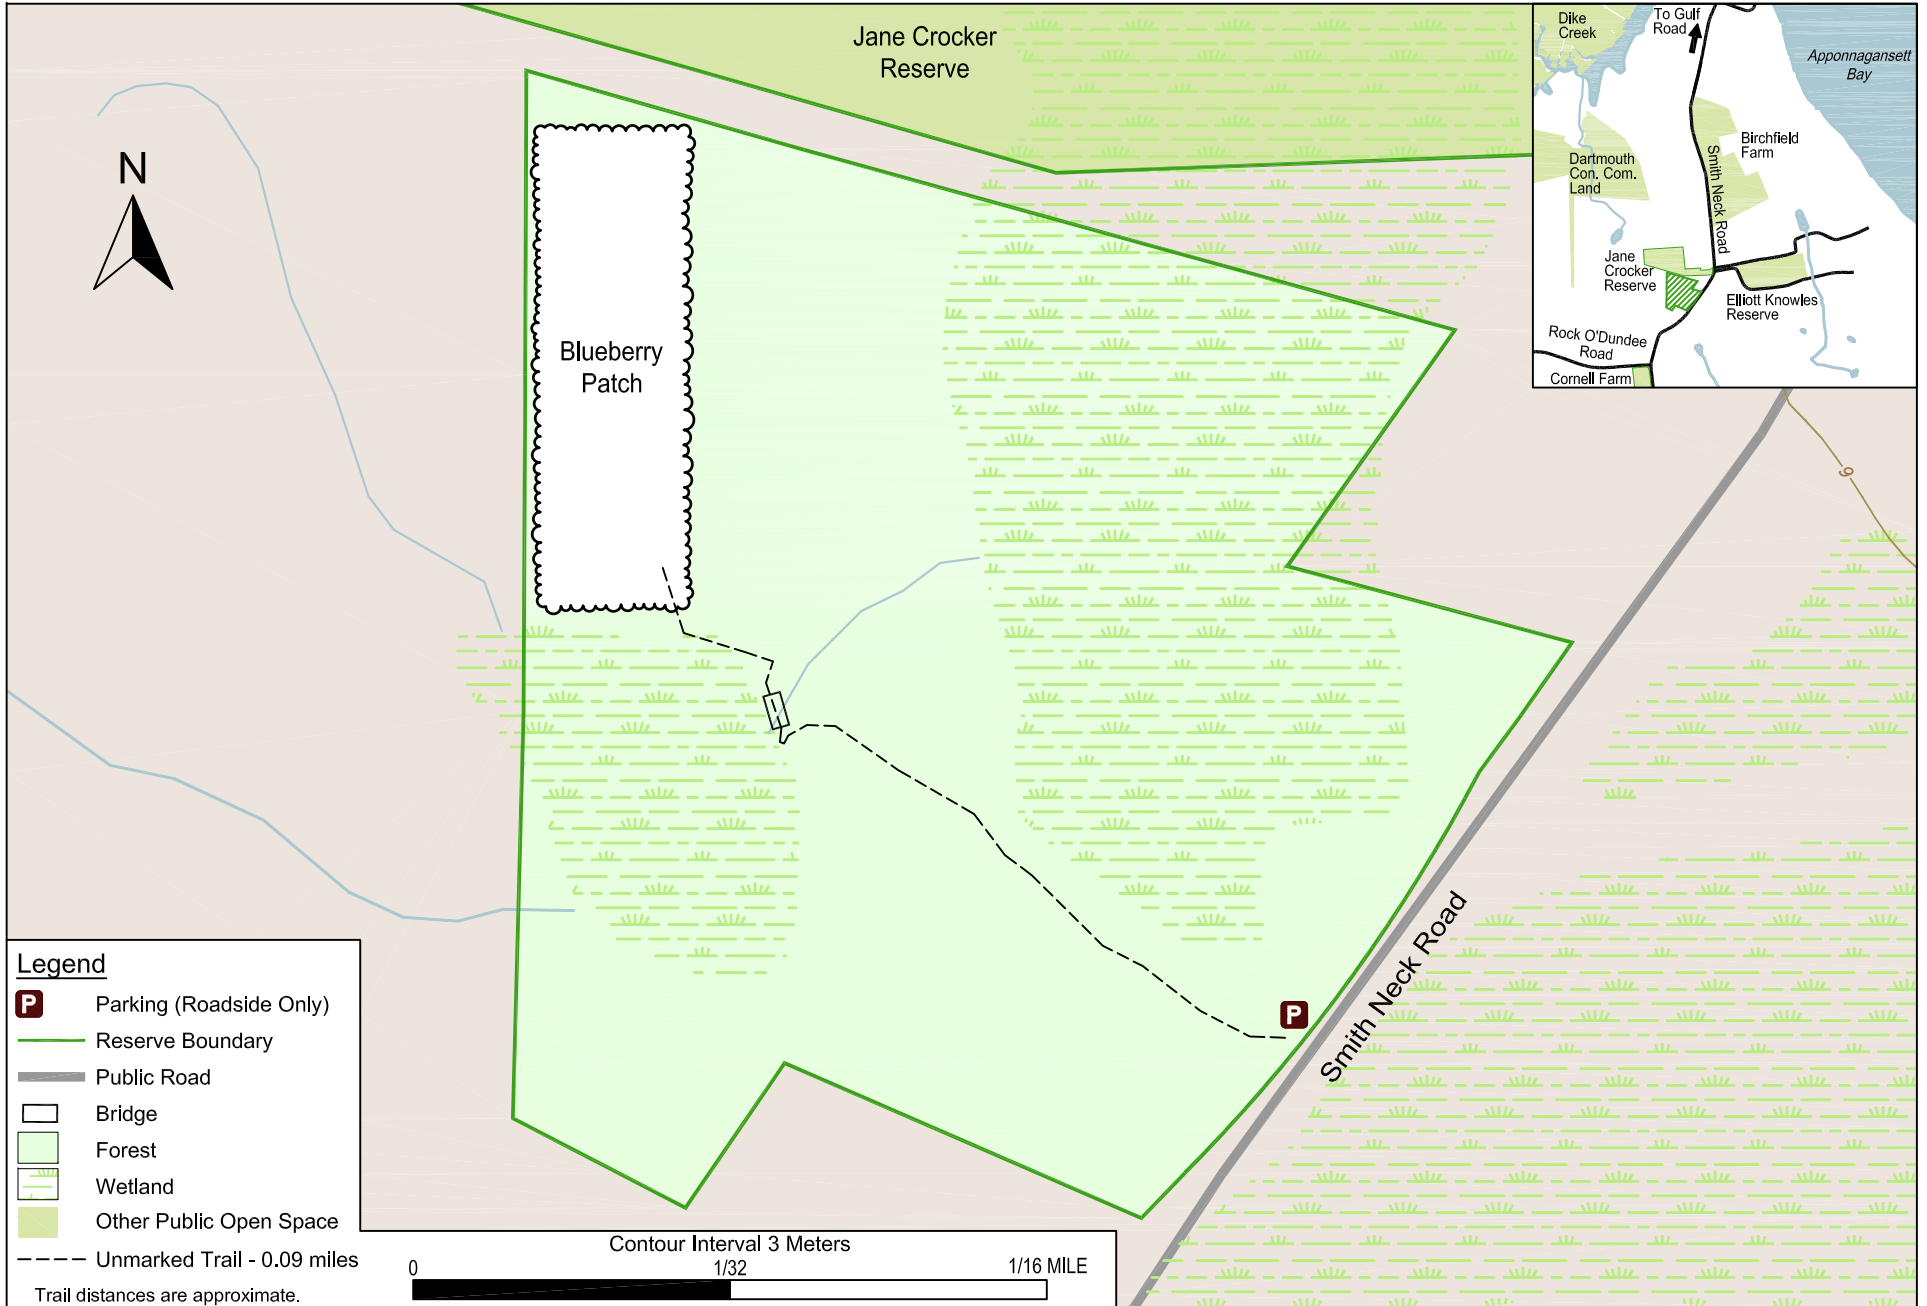 Jane Crocker
Reserve
N
Blueberry
Patch
P
Smith Neck Road
9
Dike
Creek
To Gulf
Road
Apponnagansett
Bay
Birchfield
Farm
Dartmouth
Con. Com.
Land
Smith Neck Road
Jane
Crocker
Reserve
Elliott Knowles
Reserve
Rock O'Dundee
Road
Cornell Farm
Legend
P Parking (Roadside Only)
Reserve Boundary
Public Road
Bridge
Forest
Wetland
Other Public Open Space
Unmarked Trail - 0.09 miles
Trail distances are approximate.
Contour Interval 3 Meters
0 1/32 1/16 MILE